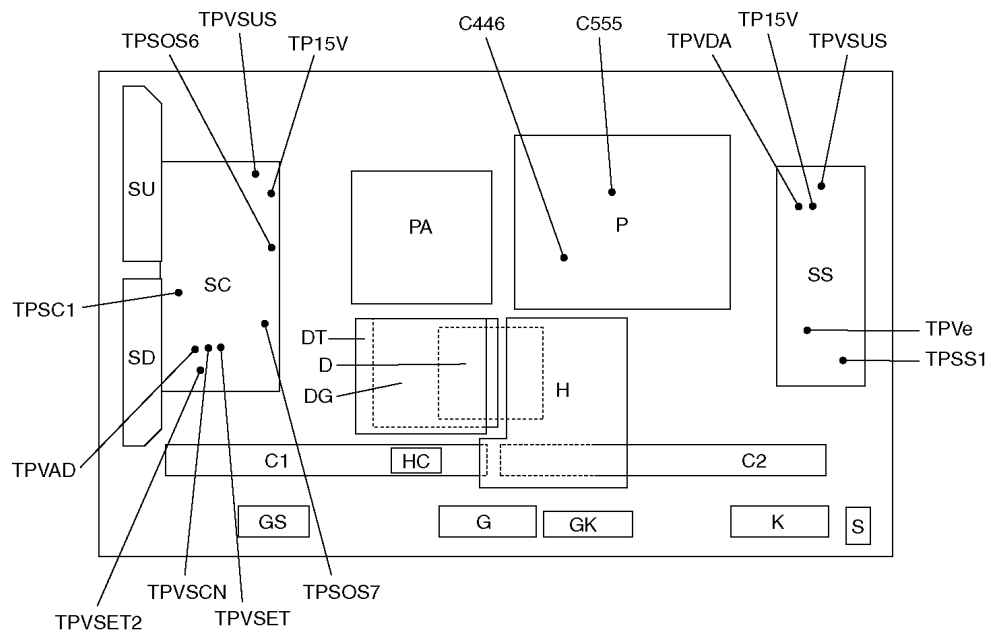 TPVSUS
TPSOS6
TP15V
C446
C555
TPVDA
TP15V
TPVSUS
SU
PA
P
SC
SS
TPSC1
DT
D
DG
H
SD
TPVe
TPSS1
TPVAD
C1
HC
C2
GS
G
GK
K
S
TPVSCN
TPSOS7
TPVSET2
TPVSET